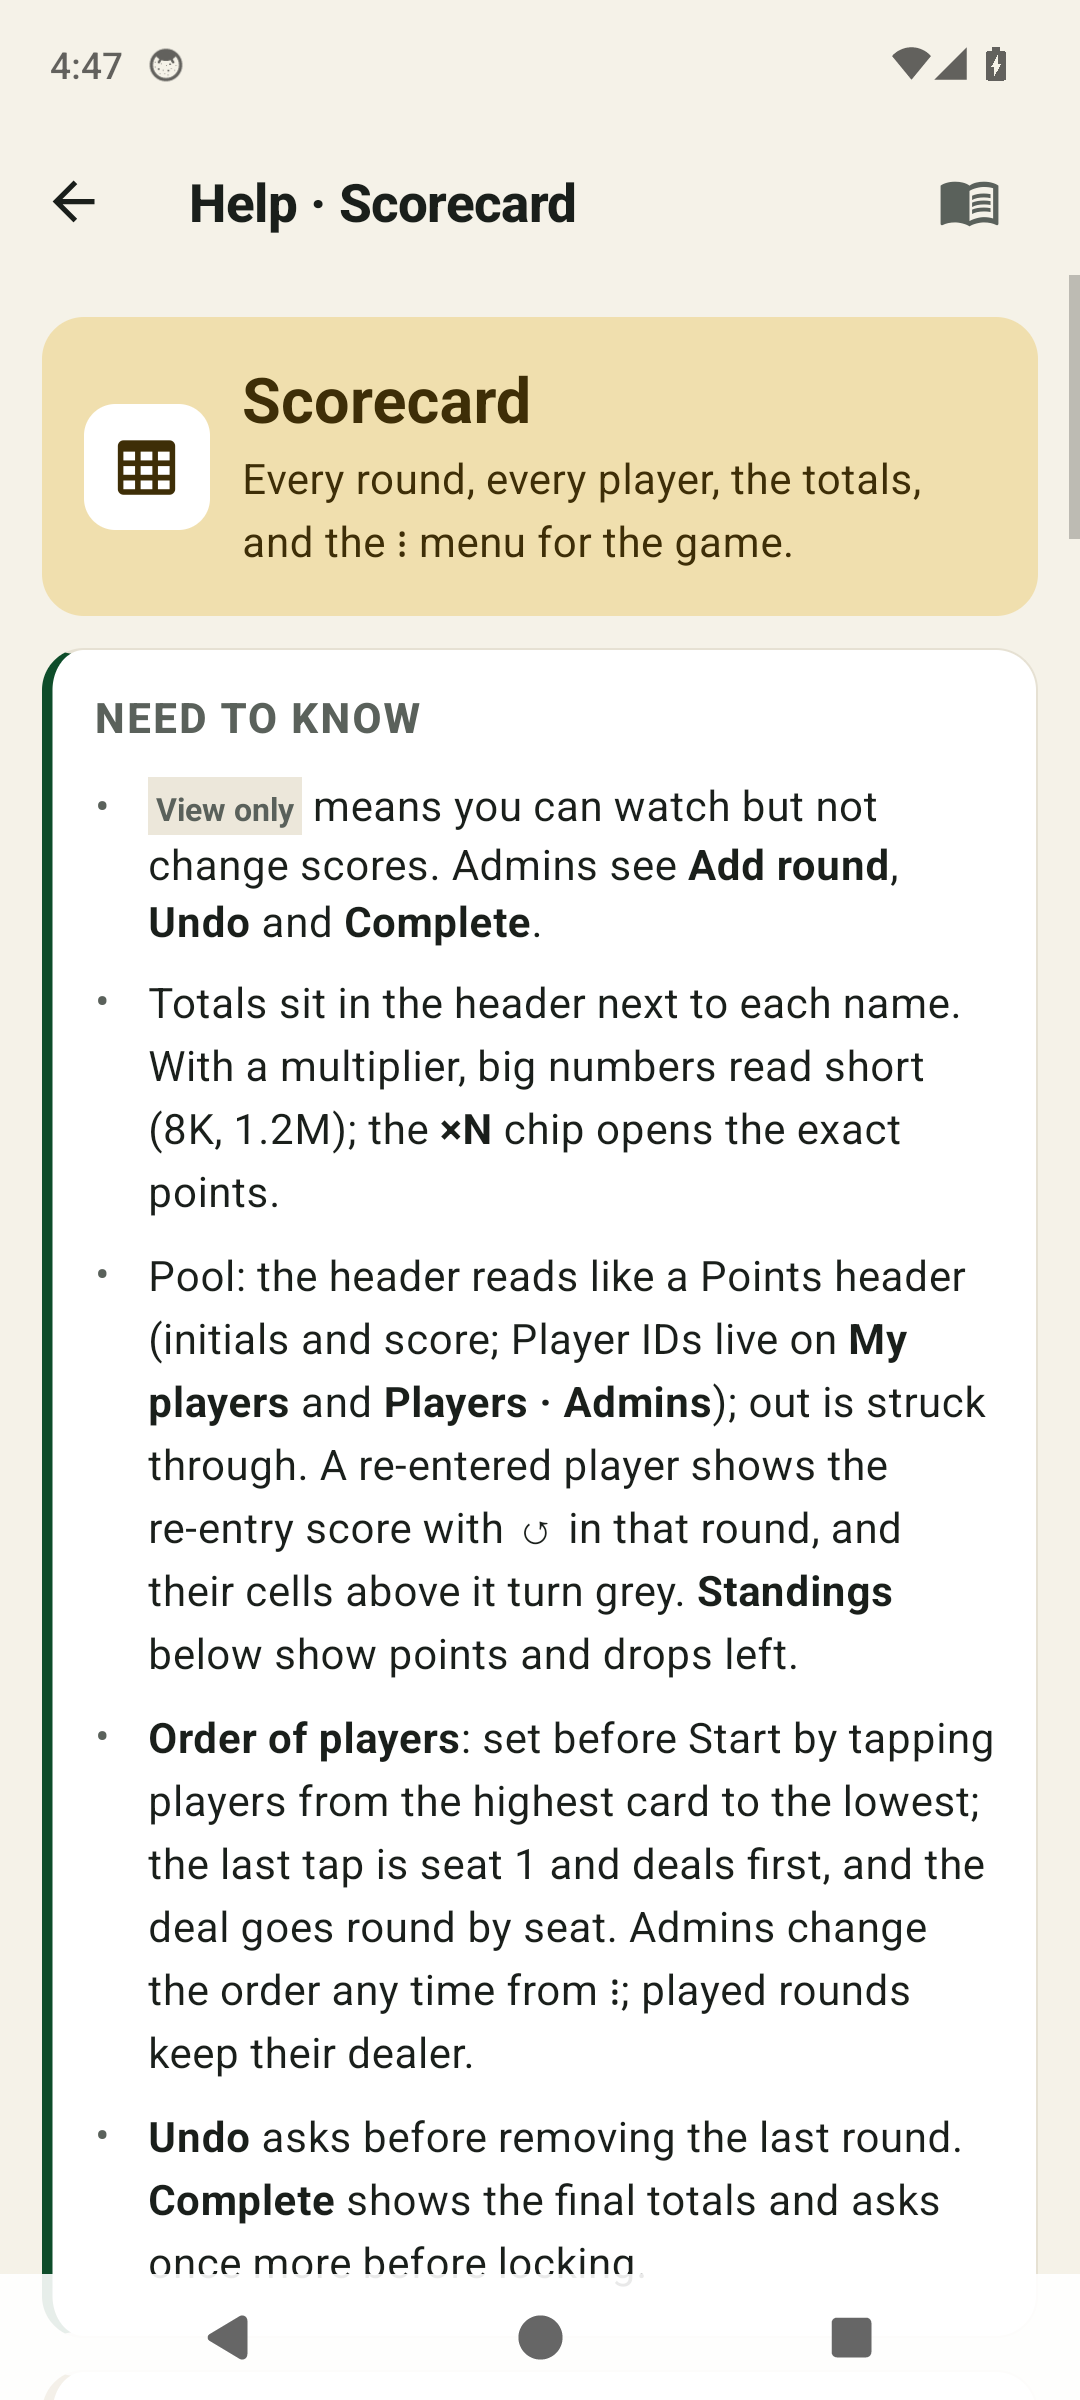 4:47
Help · Scorecard
Scorecard
Every round, every player, the totals,
and the ⋮ menu for the game.
NEED TO KNOW
• View only means you can watch but not
change scores. Admins see Add round,
Undo and Complete.
• Totals sit in the header next to each name.
With a multiplier, big numbers read short
(8K, 1.2M); the ×N chip opens the exact
points.
• Pool: the header reads like a Points header
(initials and score; Player IDs live on My
players and Players · Admins); out is struck
through. A re-entered player shows the
re-entry score with ↺ in that round, and
their cells above it turn grey. Standings
below show points and drops left.
• Order of players: set before Start by tapping
players from the highest card to the lowest;
the last tap is seat 1 and deals first, and the
deal goes round by seat. Admins change
the order any time from ⋮; played rounds
keep their dealer.
• Undo asks before removing the last round.
Complete shows the final totals and asks
once more before locking.